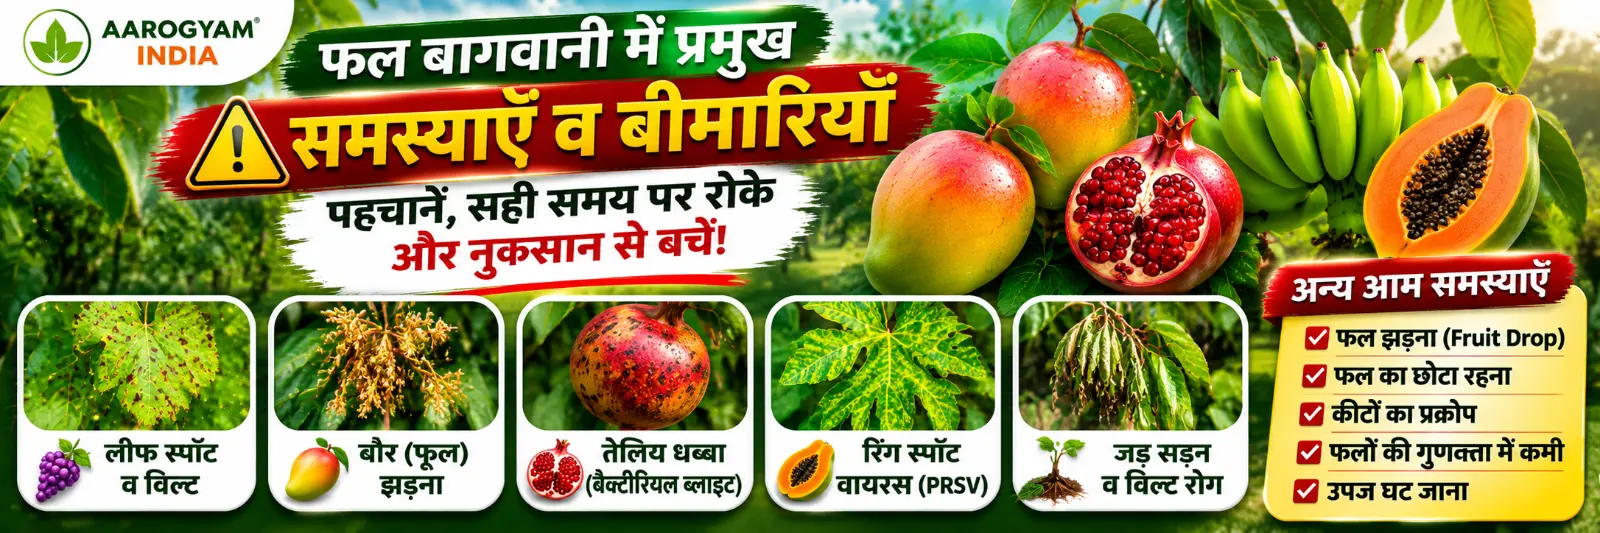 AAROGYAM®
INDIA
फल बागवानी में प्रमुख
समस्याएँ व बीमारियाँ
पहचानें, सही समय पर रोके
और नुकसान से बचें!
लीफ स्पॉट
व विल्ट
बौर (फूल)
झड़ना
तेलिय धब्बा
(बैक्टीरियल ब्लाइट)
रिंग स्पॉट
वायरस (PRSV)
जड़ सड़न
व विल्ट रोग
अन्य आम समस्याएँ
फल झड़ना (Fruit Drop)
फल का छोटा रहना
कीटों का प्रकोप
फलों की गुणवत्ता में कमी
उपज घट जाना